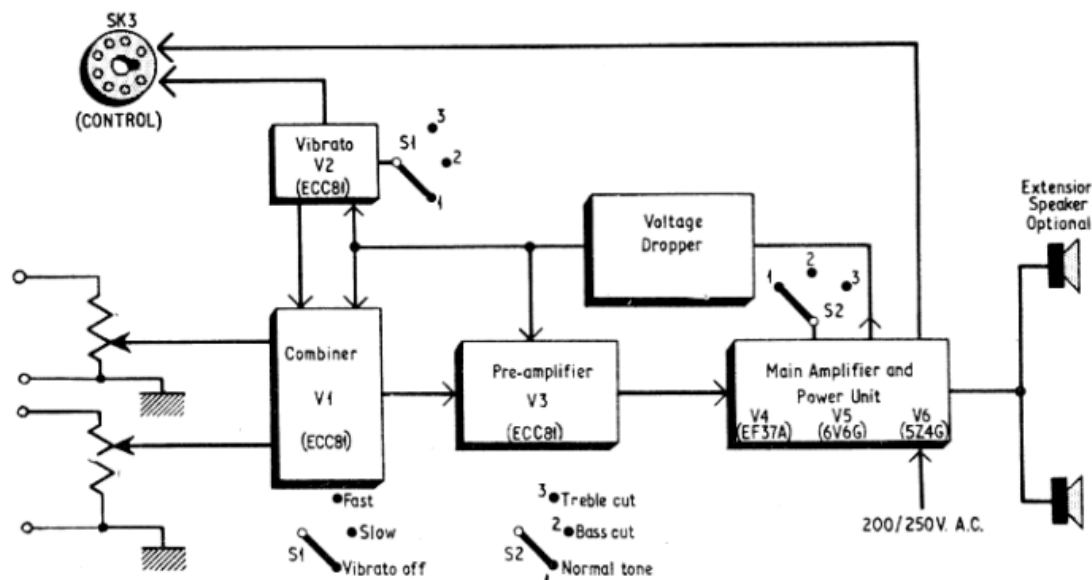 SK3
(CONTROL)
Vibrato
V2
(ECC81)
S1
3
2
1
Voltage
Dropper
Extension
Speaker
Optional
1
2
3
S2
Combiner
V1
(ECC81)
Pre-amplifier
V3
(ECC81)
Main Amplifier and
Power Unit
V4 V5 V6
(EF37A) (6V6G) (5Z4G)
200/250V. A.C.
Fast
Slow
S1
Vibrato off
3 Treble cut
2 Bass cut
S2
1 Normal tone